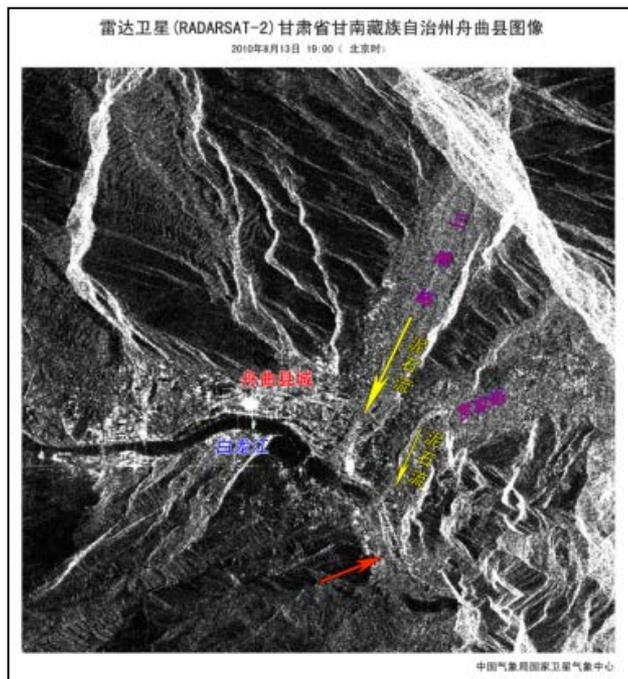 雷达卫星(RADARSAT-2)甘肃省甘南藏族自治州舟曲县图像
2010年8月13日 19:00（ 北京时）
三眼峪
泥石流
舟曲县城
罗家峪
泥石流
白龙江
中国气象局国家卫星气象中心